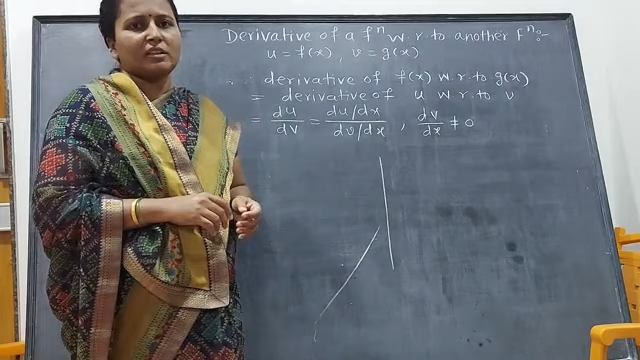 Derivative of a fⁿ w.r.to another Fⁿ:-
u = f(x), v = g(x)
∴ derivative of f(x) w.r.to g(x)
= derivative of u w.r.to v
= du/dv = du/dx / dv/dx , dv/dx ≠ 0